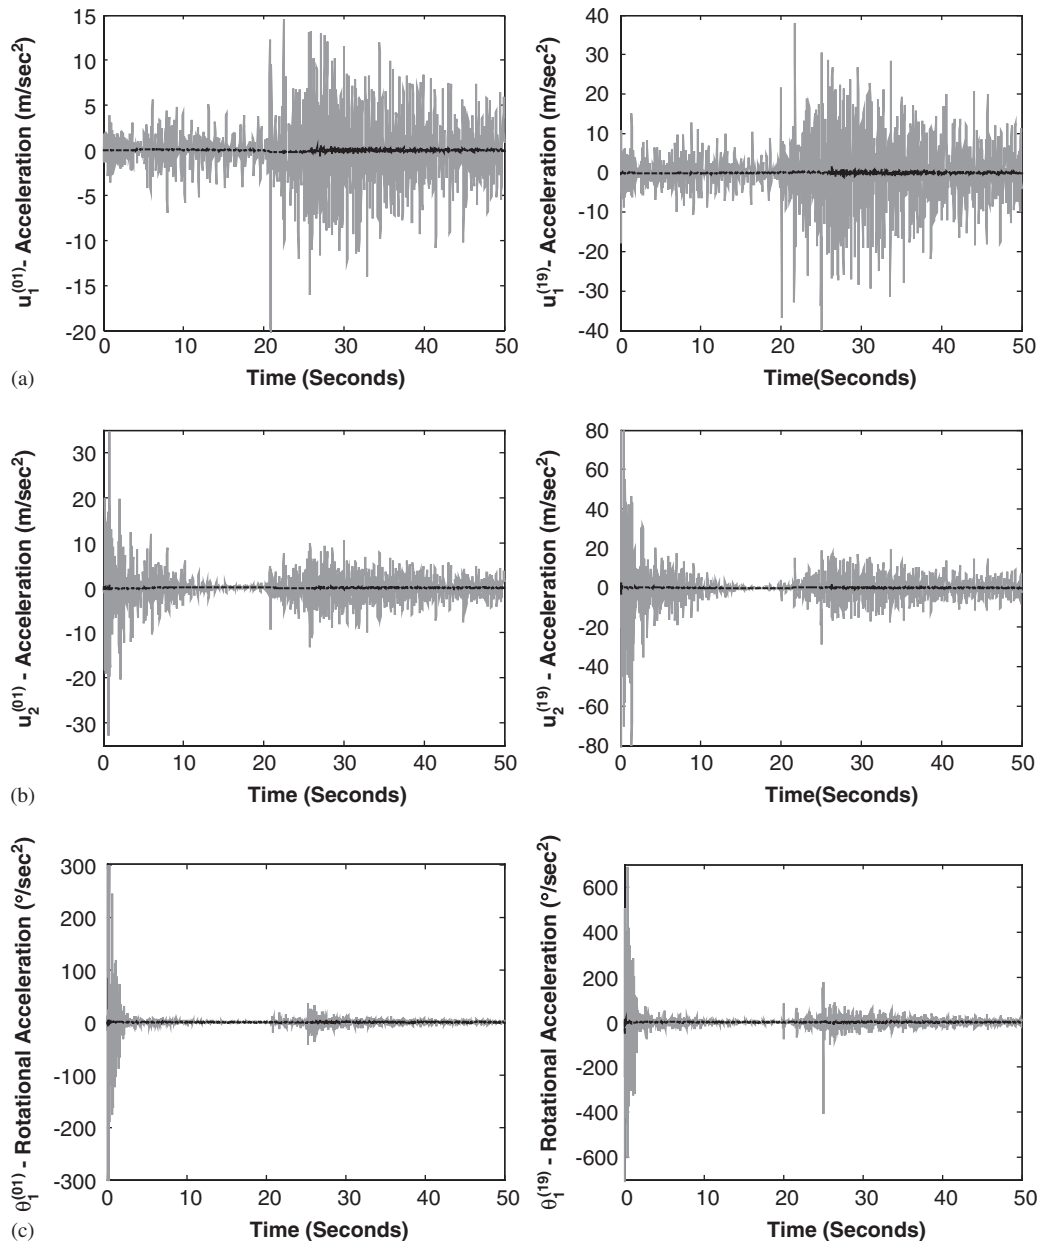 15
10
5
0
-5
-10
-15
-20
u₁⁽⁰¹⁾- Acceleration (m/sec²)
0 10 20 30 40 50
Time (Seconds)
(a)
40
30
20
10
0
-10
-20
-30
-40
u₁⁽¹⁹⁾- Acceleration (m/sec²)
0 10 20 30 40 50
Time(Seconds)
30
20
10
0
-10
-20
-30
u₂⁽⁰¹⁾ - Acceleration (m/sec²)
0 10 20 30 40 50
Time (Seconds)
(b)
80
60
40
20
0
-20
-40
-60
-80
u₂⁽¹⁹⁾ - Acceleration (m/sec²)
0 10 20 30 40 50
Time(Seconds)
300
200
100
0
-100
-200
-300
θ₁⁽⁰¹⁾ - Rotational Acceleration (°/sec²)
0 10 20 30 40 50
Time (Seconds)
(c)
600
400
200
0
-200
-400
-600
θ₁⁽¹⁹⁾ - Rotational Acceleration (°/sec²)
0 10 20 30 40 50
Time (Seconds)